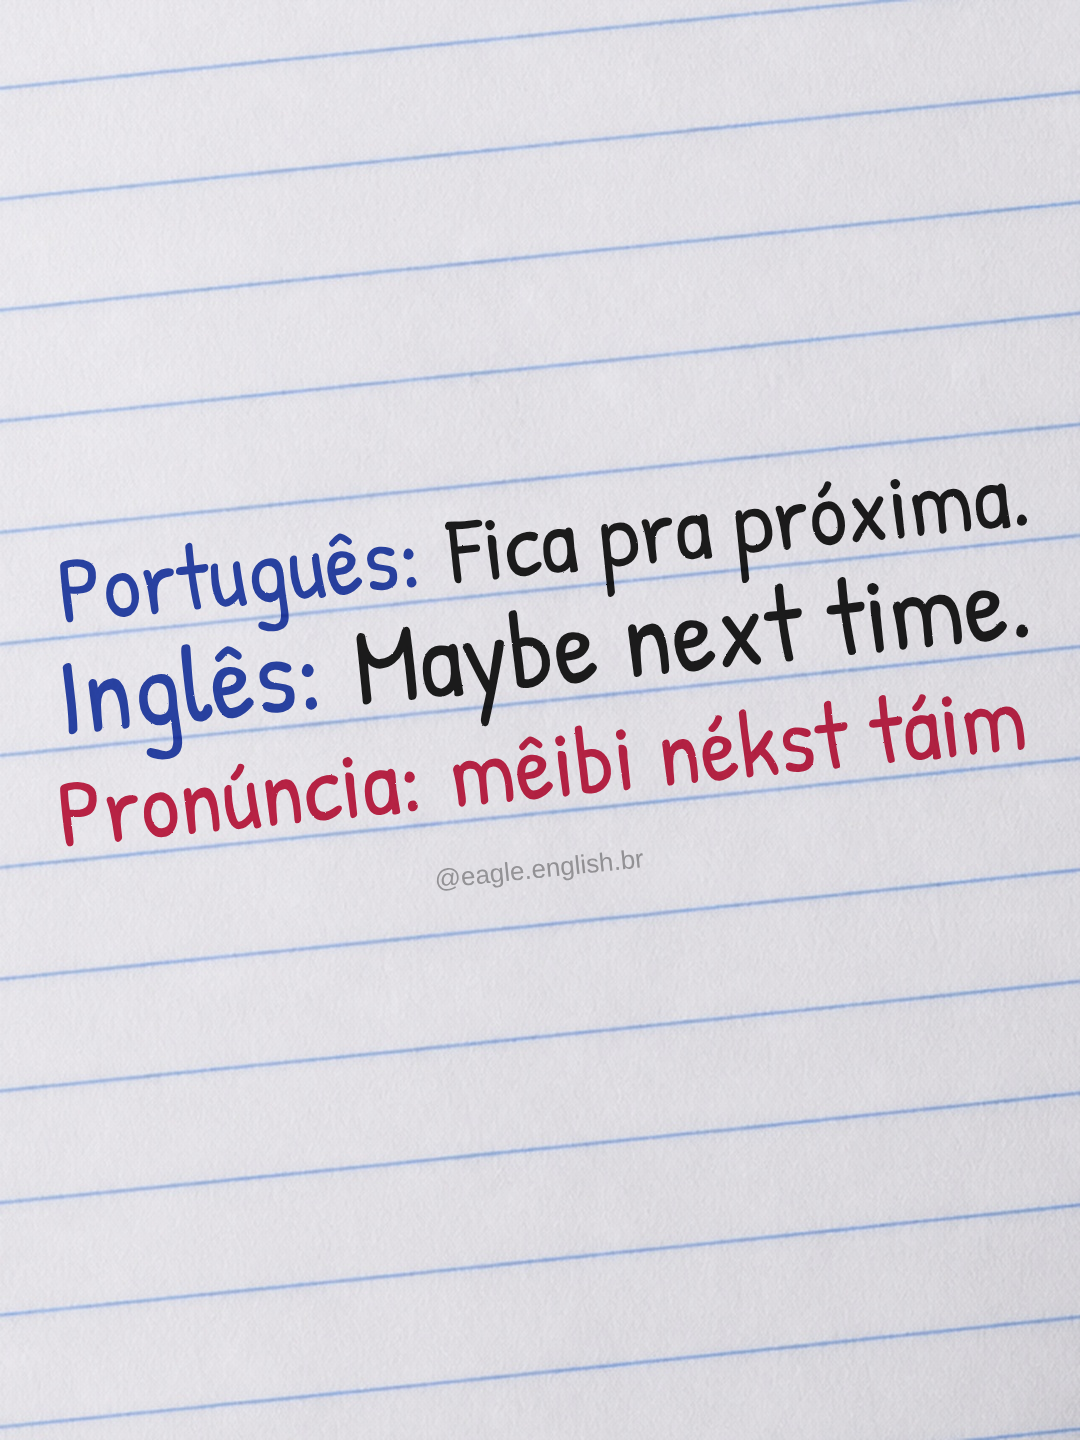 Português: Fica pra próxima.
Inglês: Maybe next time.
Pronúncia: mêibi nékst táim
@eagle.english.br